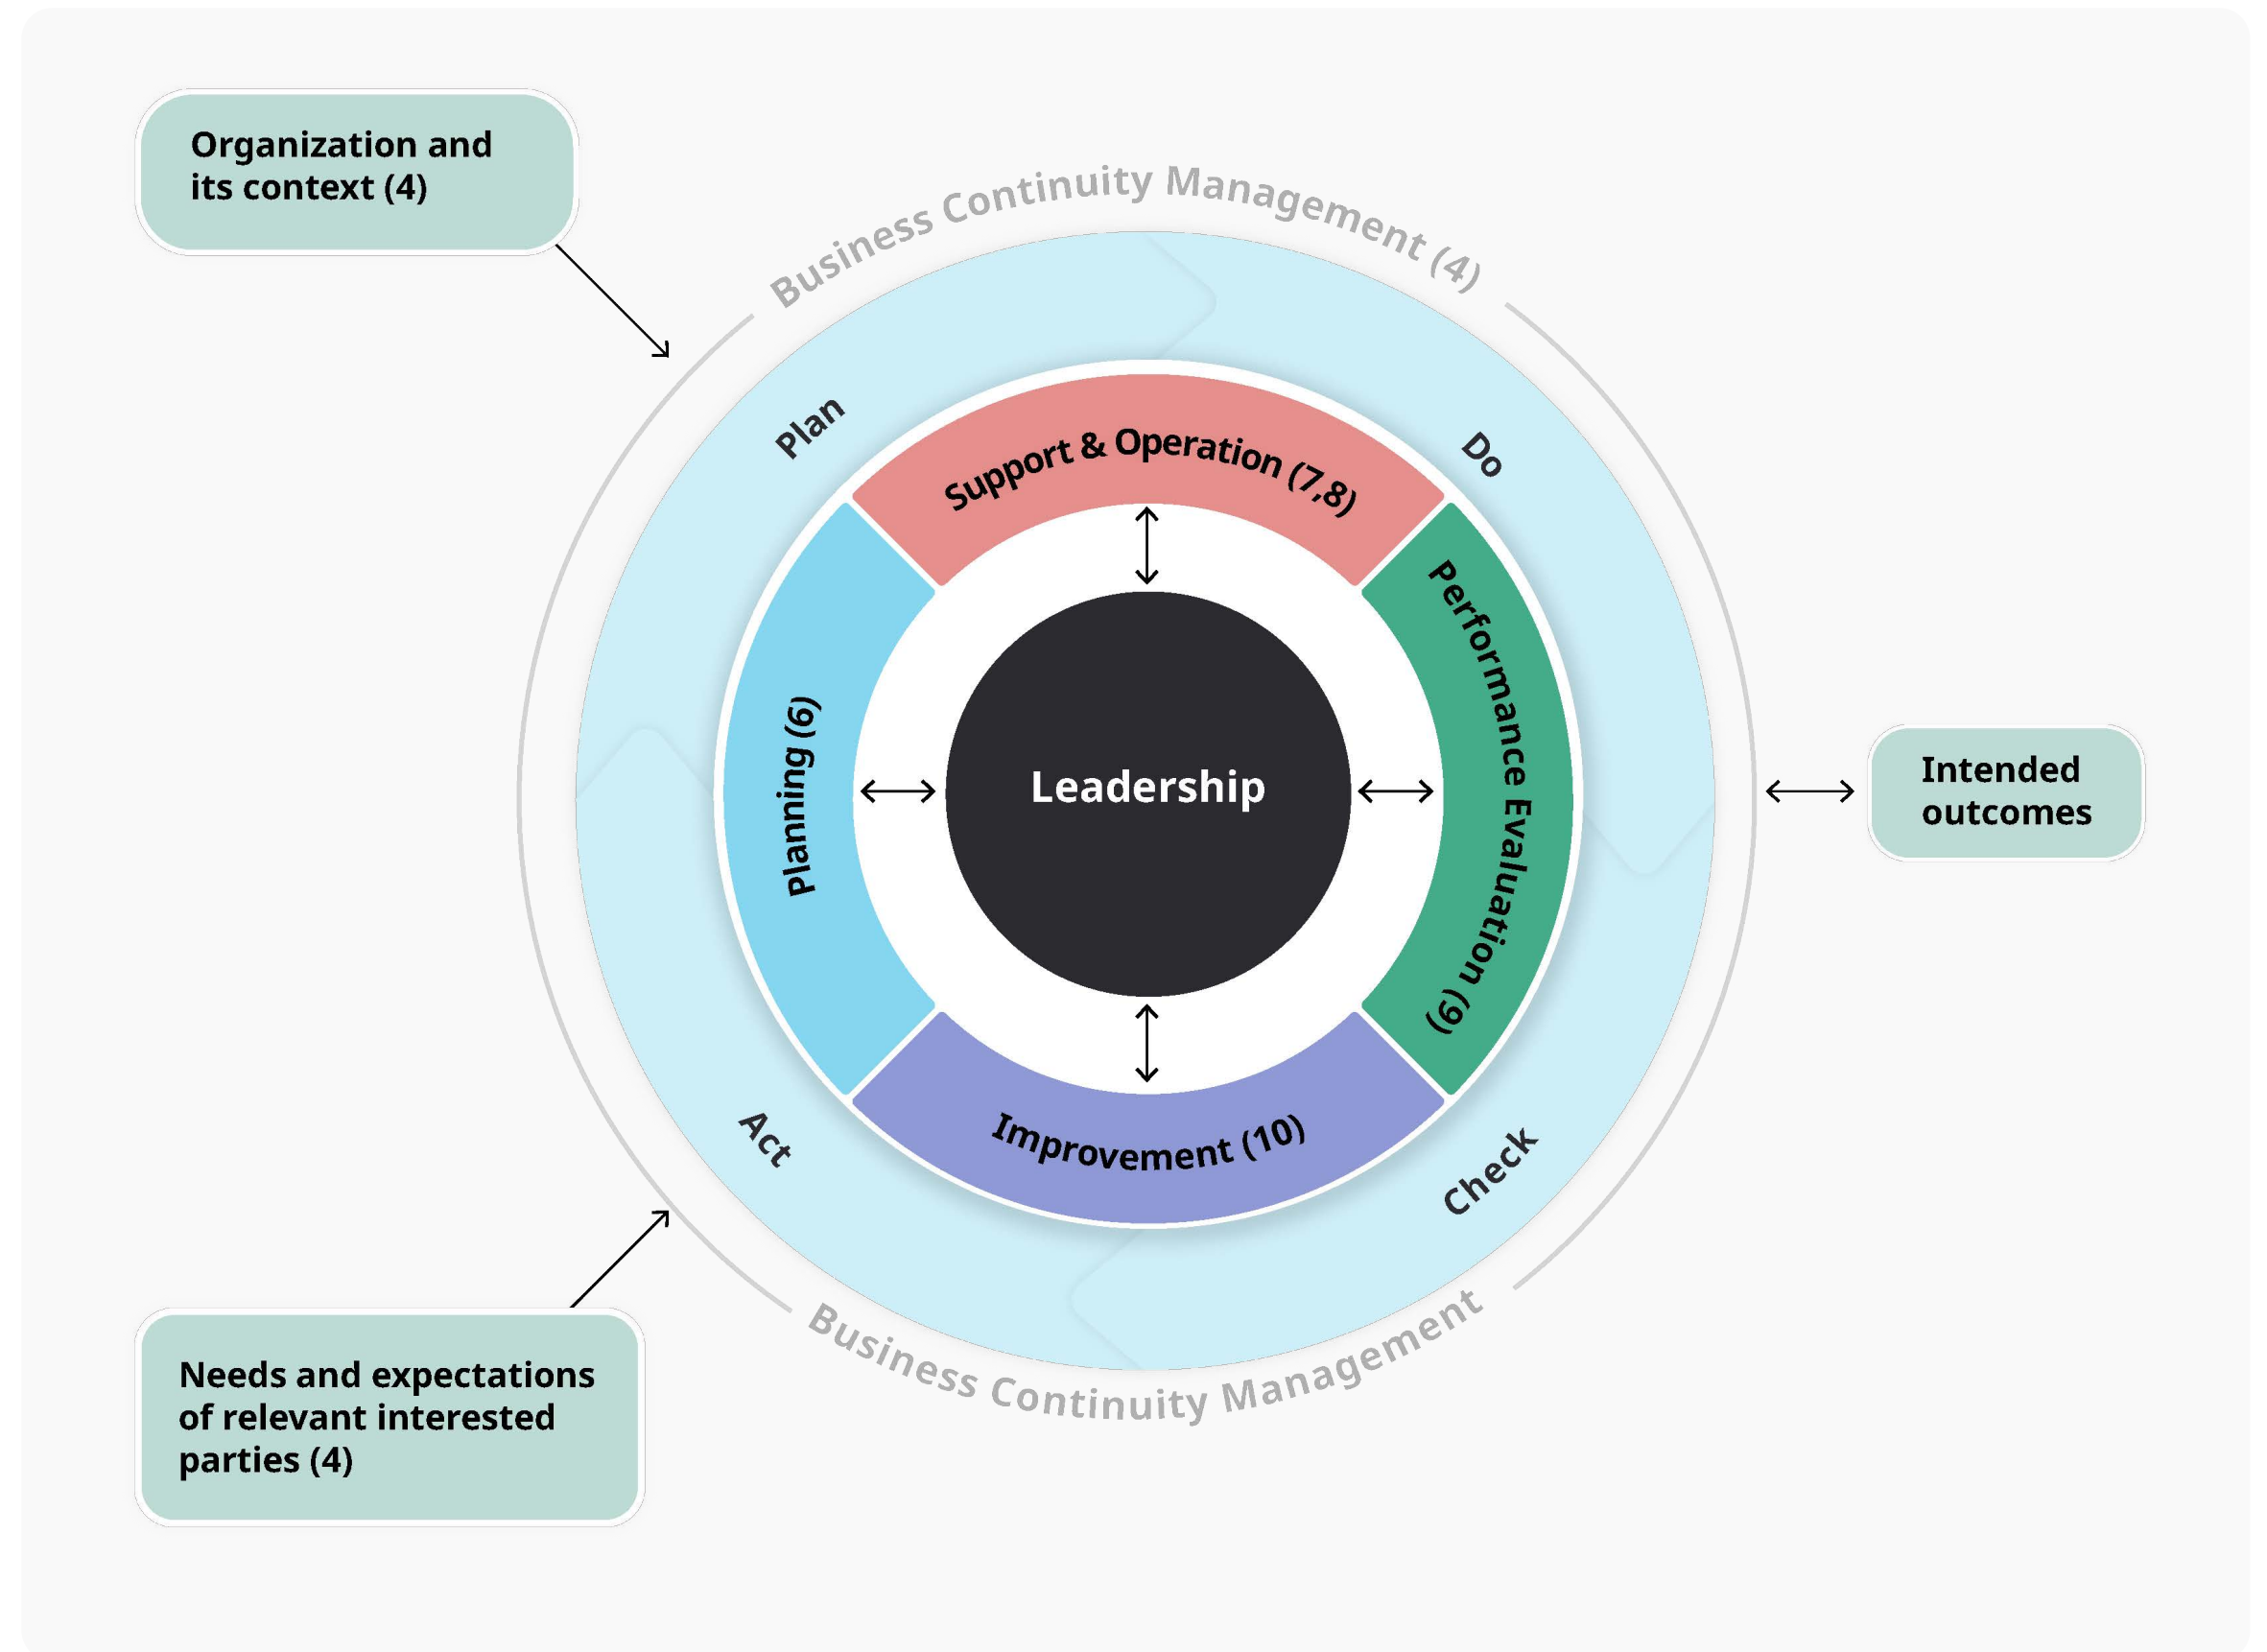 Organization and
its context (4)
Business Continuity Management (4)
Plan
Do
Support & Operation (7,8)
Performance Evaluation (9)
Planning (6)
Leadership
Intended
outcomes
Improvement (10)
Act
Check
Business Continuity Management
Needs and expectations
of relevant interested
parties (4)